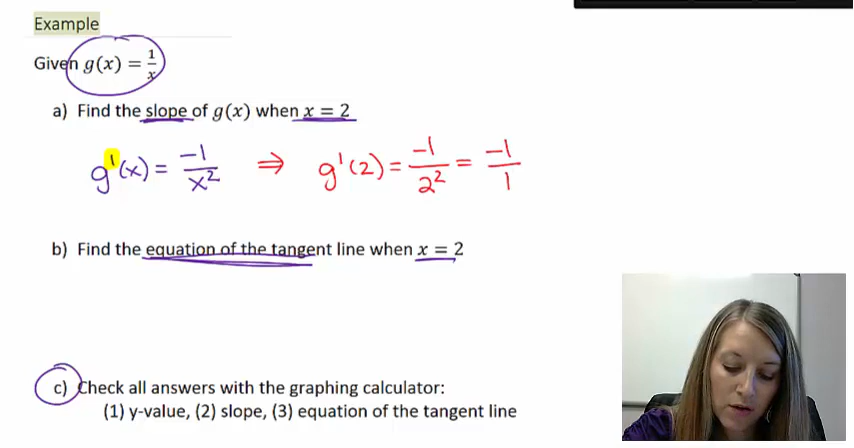 Example
Given g(x) = 1/x
a) Find the slope of g(x) when x = 2
g'(x) = -1/x² ⇒ g'(2) = -1/2² = -1/1
b) Find the equation of the tangent line when x = 2
c) Check all answers with the graphing calculator:
(1) y-value, (2) slope, (3) equation of the tangent line